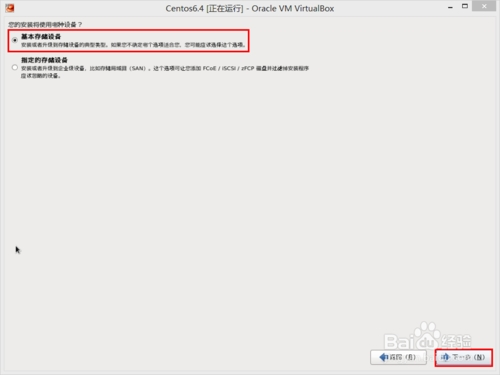 Centos6.4 [正在运行] - Oracle VM VirtualBox
您的安装将使用哪种设备？
基本存储设备
安装或者升级到存储设备的典型类型。如果您不确定哪个选项适合您，您可能应该选择这个选项。
指定的存储设备
安装或者升级到企业级设备，比如存储局域网（SAN）。这个选项可让您添加 FCoE / iSCSI / zFCP 磁盘并过滤掉安装程序
应该忽略的设备。
Baidu 经验
返回（B）
下一步（N）